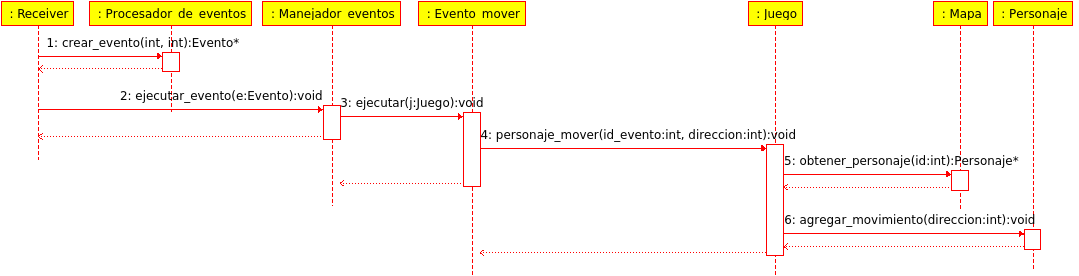 : Receiver
: Procesador de eventos
: Manejador eventos
: Evento mover
: Juego
: Mapa
: Personaje
1: crear_evento(int, int):Evento*
2: ejecutar_evento(e:Evento):void
3: ejecutar(j:Juego):void
4: personaje_mover(id_evento:int, direccion:int):void
5: obtener_personaje(id:int):Personaje*
6: agregar_movimiento(direccion:int):void